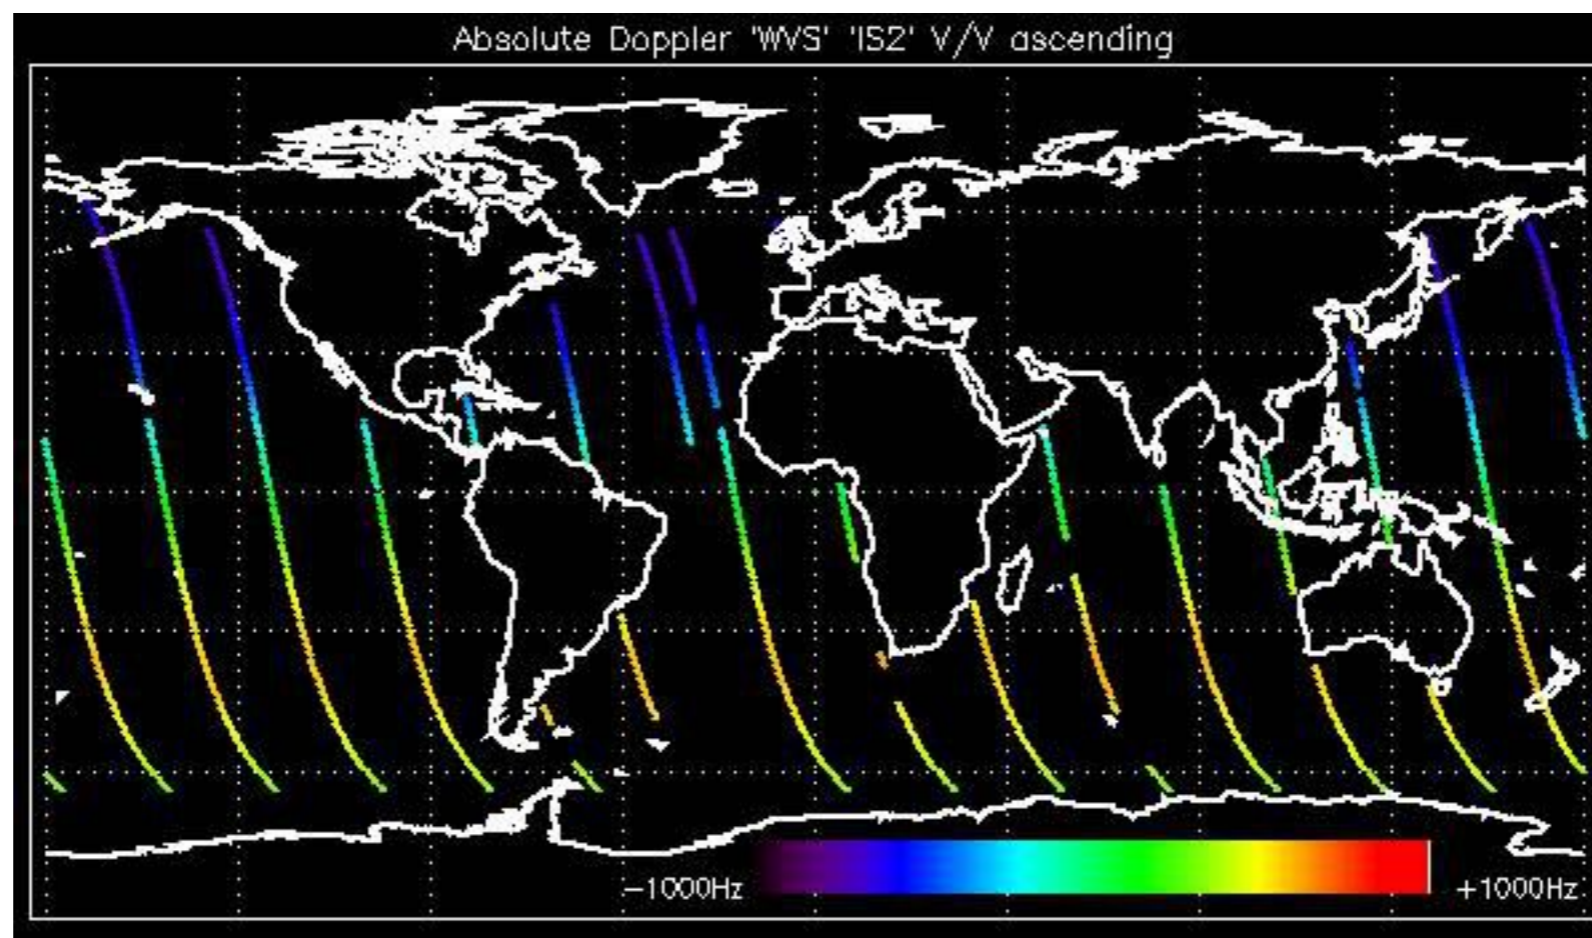 Absolute Doppler 'WVS' 'IS2' V/V ascending
-1000Hz +1000Hz